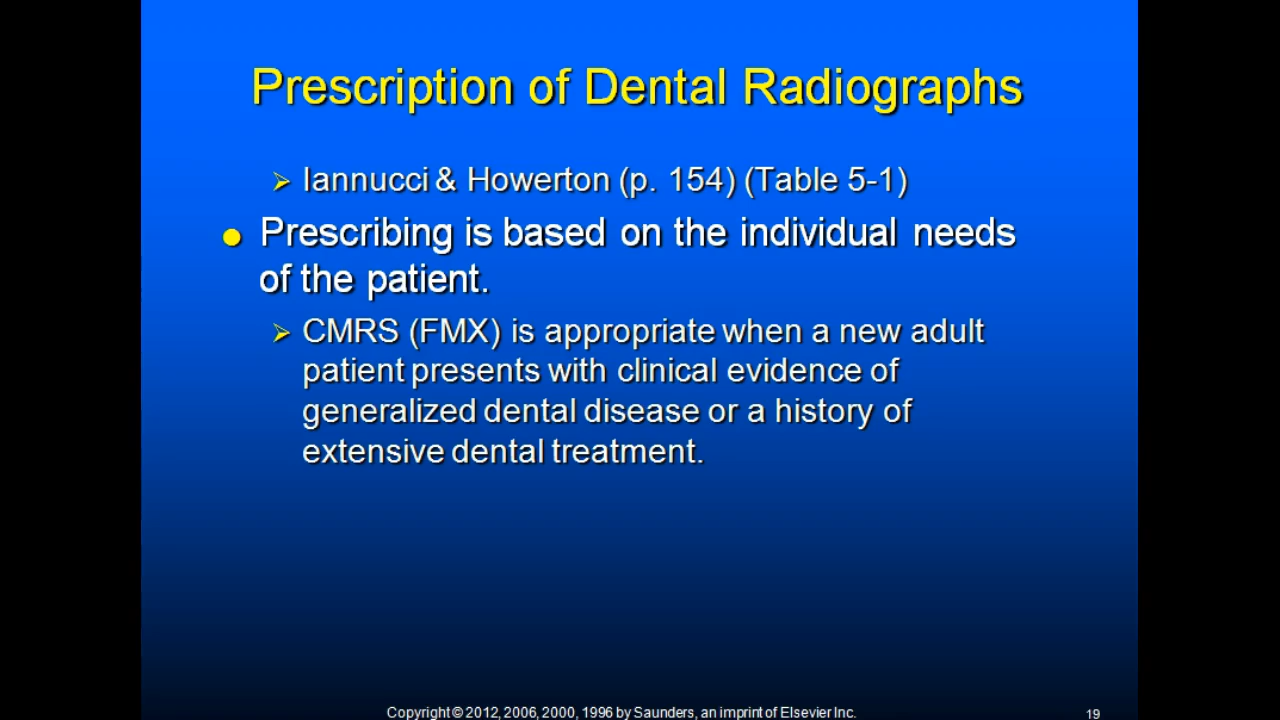 Prescription of Dental Radiographs
Iannucci & Howerton (p. 154) (Table 5-1)
Prescribing is based on the individual needs
of the patient.
CMRS (FMX) is appropriate when a new adult
patient presents with clinical evidence of
generalized dental disease or a history of
extensive dental treatment.
Copyright © 2012, 2006, 2000, 1996 by Saunders, an imprint of Elsevier Inc.
19